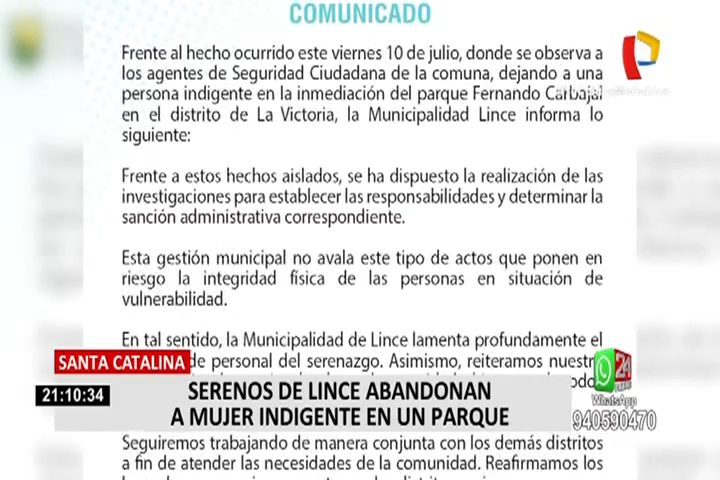 COMUNICADO
Frente al hecho ocurrido este viernes 10 de julio, donde se observa a
los agentes de Seguridad Ciudadana de la comuna, dejando a una
persona indigente en la inmediación del parque Fernando Carbajal
en el distrito de La Victoria, la Municipalidad Lince informa lo
siguiente:
Frente a estos hechos aislados, se ha dispuesto la realización de las
investigaciones para establecer las responsabilidades y determinar la
sanción administrativa correspondiente.
Esta gestión municipal no avala este tipo de actos que ponen en
riesgo la integridad física de las personas en situación de
vulnerabilidad.
En tal sentido, la Municipalidad de Lince lamenta profundamente el
de personal del serenazgo. Asimismo, reiteramos
SANTA CATALINA
24
WhatsApp
940590470
21:10:34
SERENOS DE LINCE ABANDONAN
A MUJER INDIGENTE EN UN PARQUE
Seguiremos trabajando de manera conjunta con los demás distritos
a fin de atender las necesidades de la comunidad. Reafirmamos los